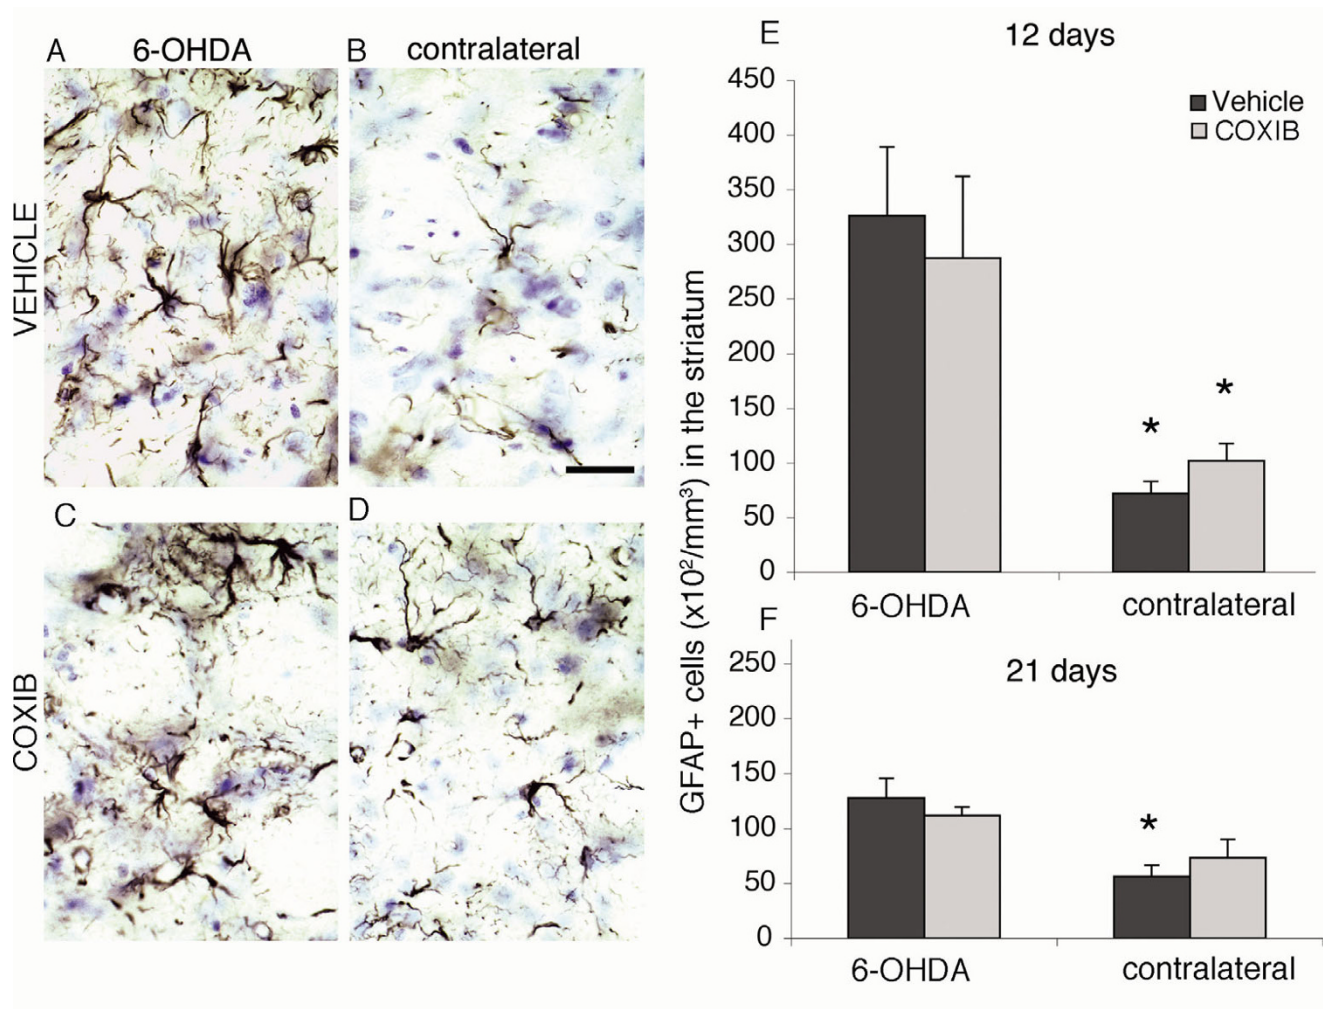 A 6-OHDA
B contralateral
VEHICLE
C
D
COXIB
E
12 days
Vehicle
COXIB
GFAP+ cells (x10²/mm³) in the striatum
450
400
350
300
250
200
150
100
50
0
*
*
6-OHDA contralateral
F
21 days
250
200
150
100
50
0
*
6-OHDA contralateral